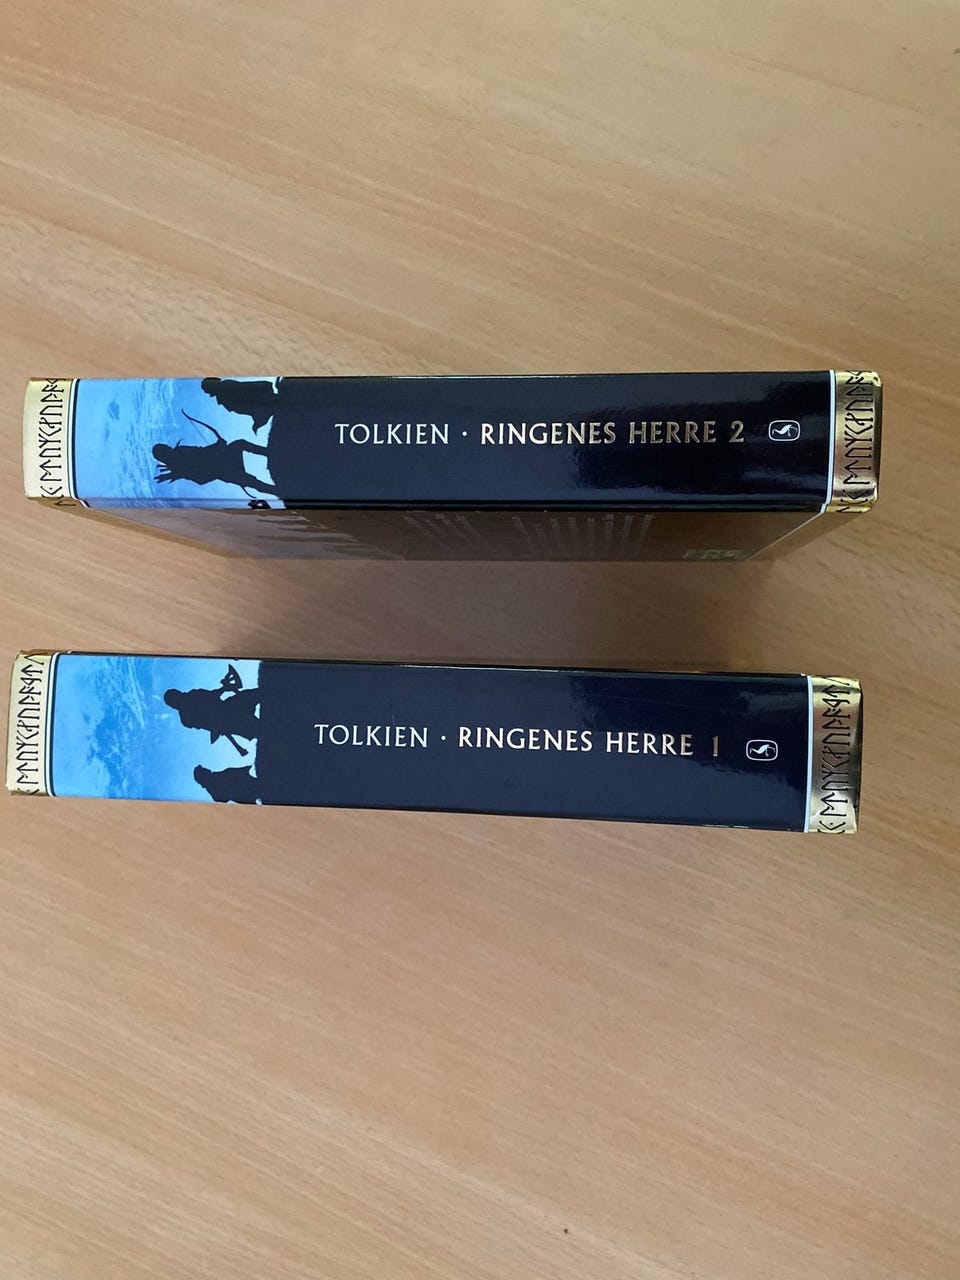 TOLKIEN · RINGENES HERRE 2
TOLKIEN · RINGENES HERRE 1